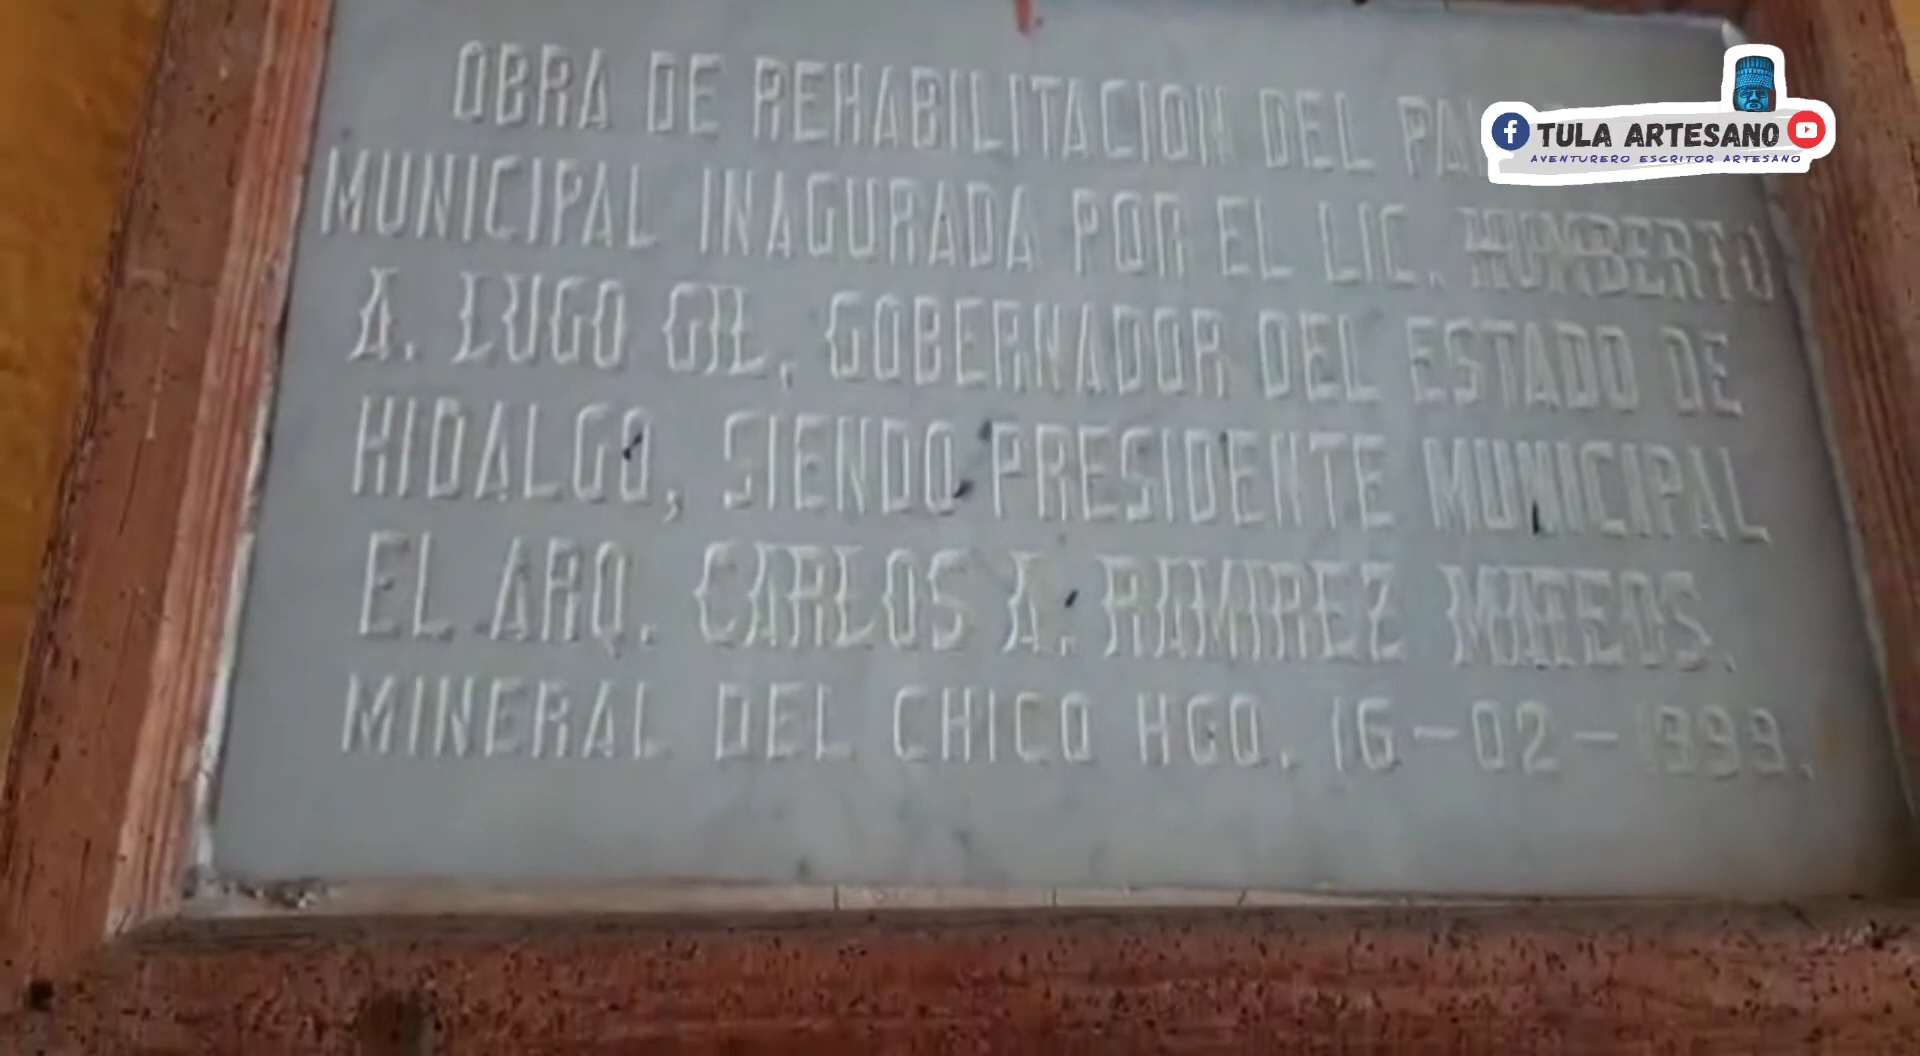 OBRA DE REHABILITACION DEL
MUNICIPAL INAGURADA POR EL LIC. HUMBERTO
A. LUGO GIL, GOBERNADOR DEL ESTADO DE
HIDALGO, SIENDO PRESIDENTE MUNICIPAL
EL ARQ. CARLOS A. RAMIREZ MATEOS.
MINERAL DEL CHICO HGO. 16-02-1999.
TULA ARTESANO
AVENTURERO ESCRITOR ARTESANO